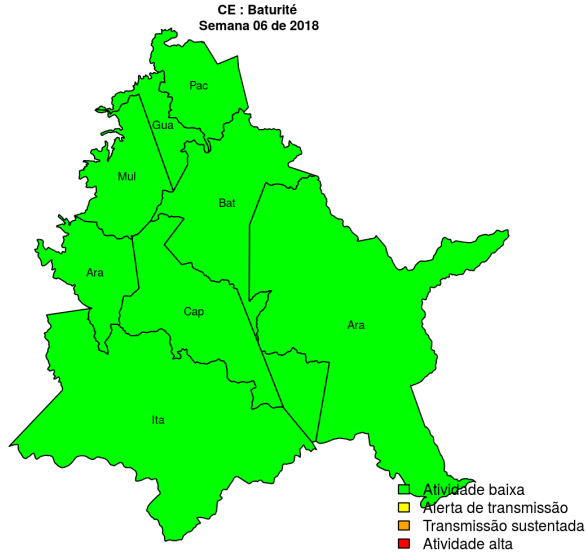 CE : Baturité
Semana 06 de 2018
Pac
Gua
Mul
Bat
Ara
Cap
Ara
Ita
Atividade baixa
Alerta de transmissão
Transmissão sustentada
Atividade alta